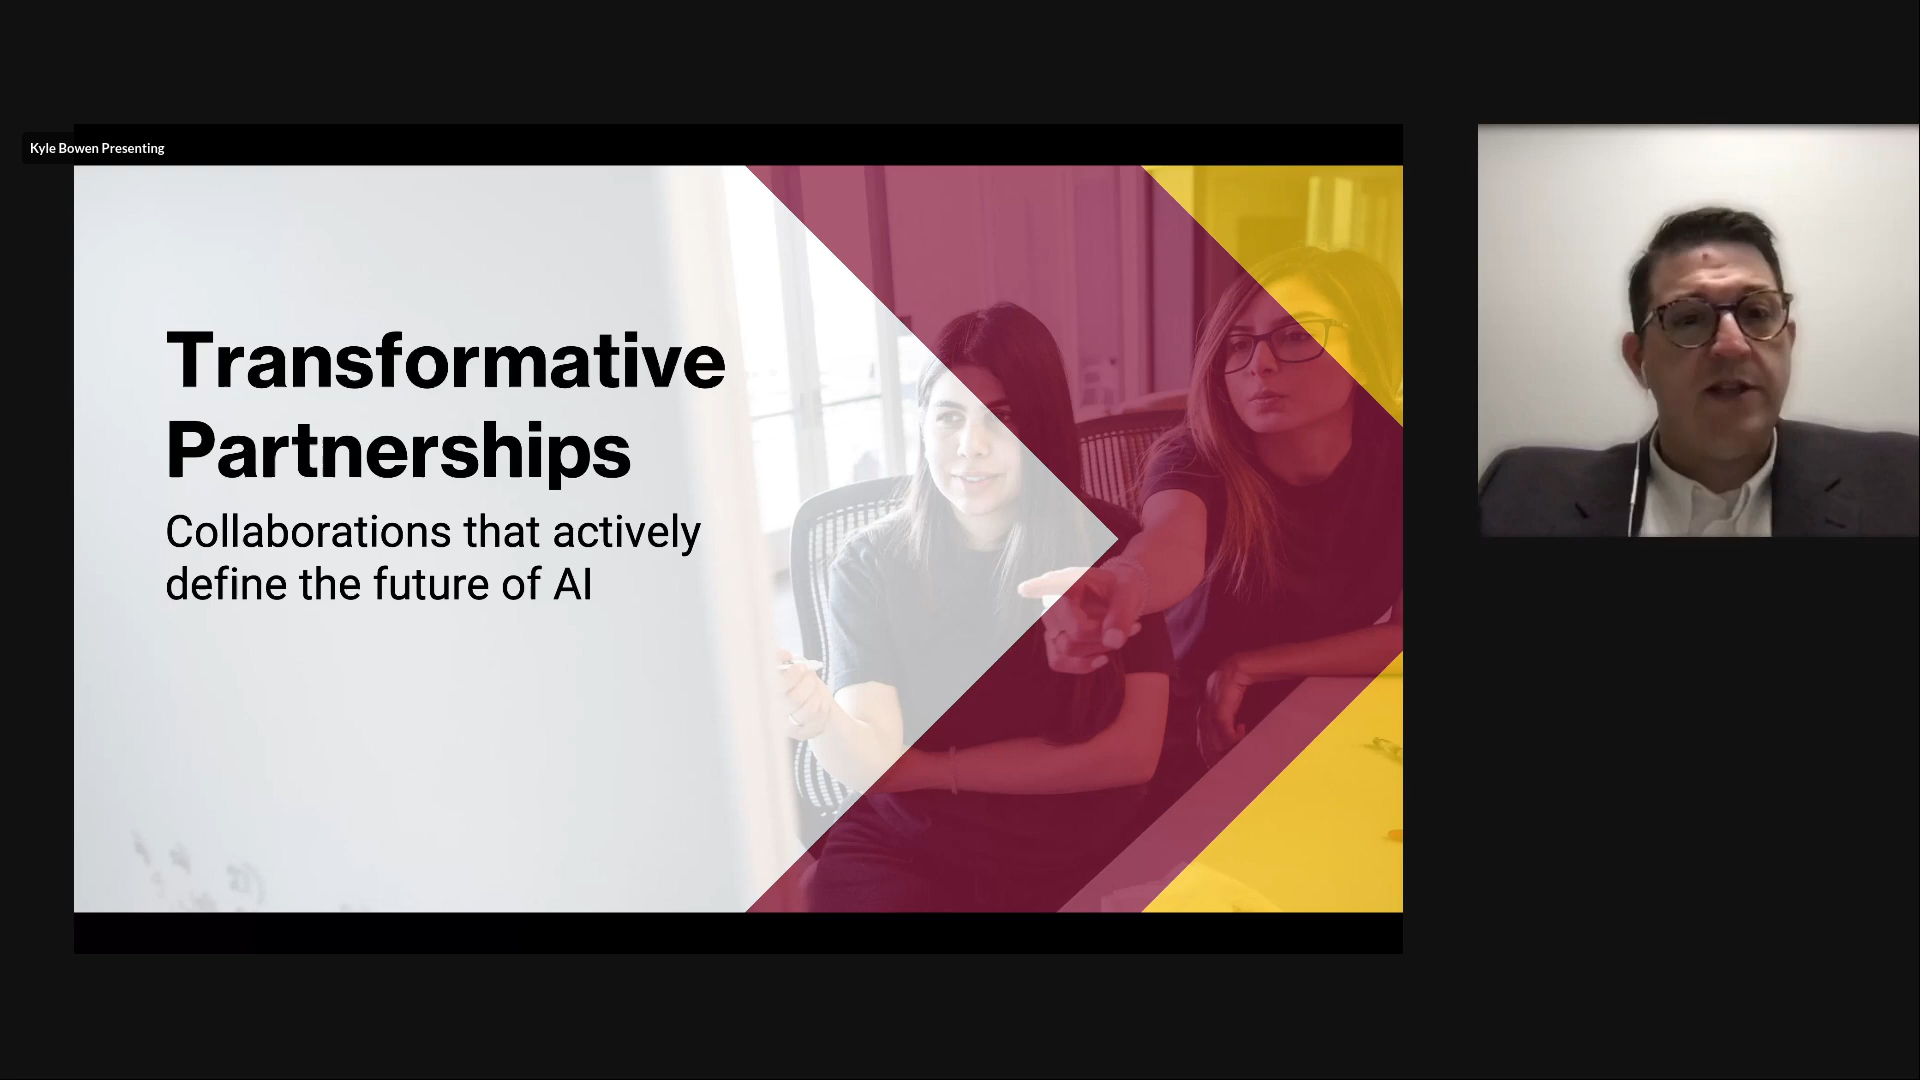 Kyle Bowen Presenting
Transformative
Partnerships
Collaborations that actively
define the future of AI